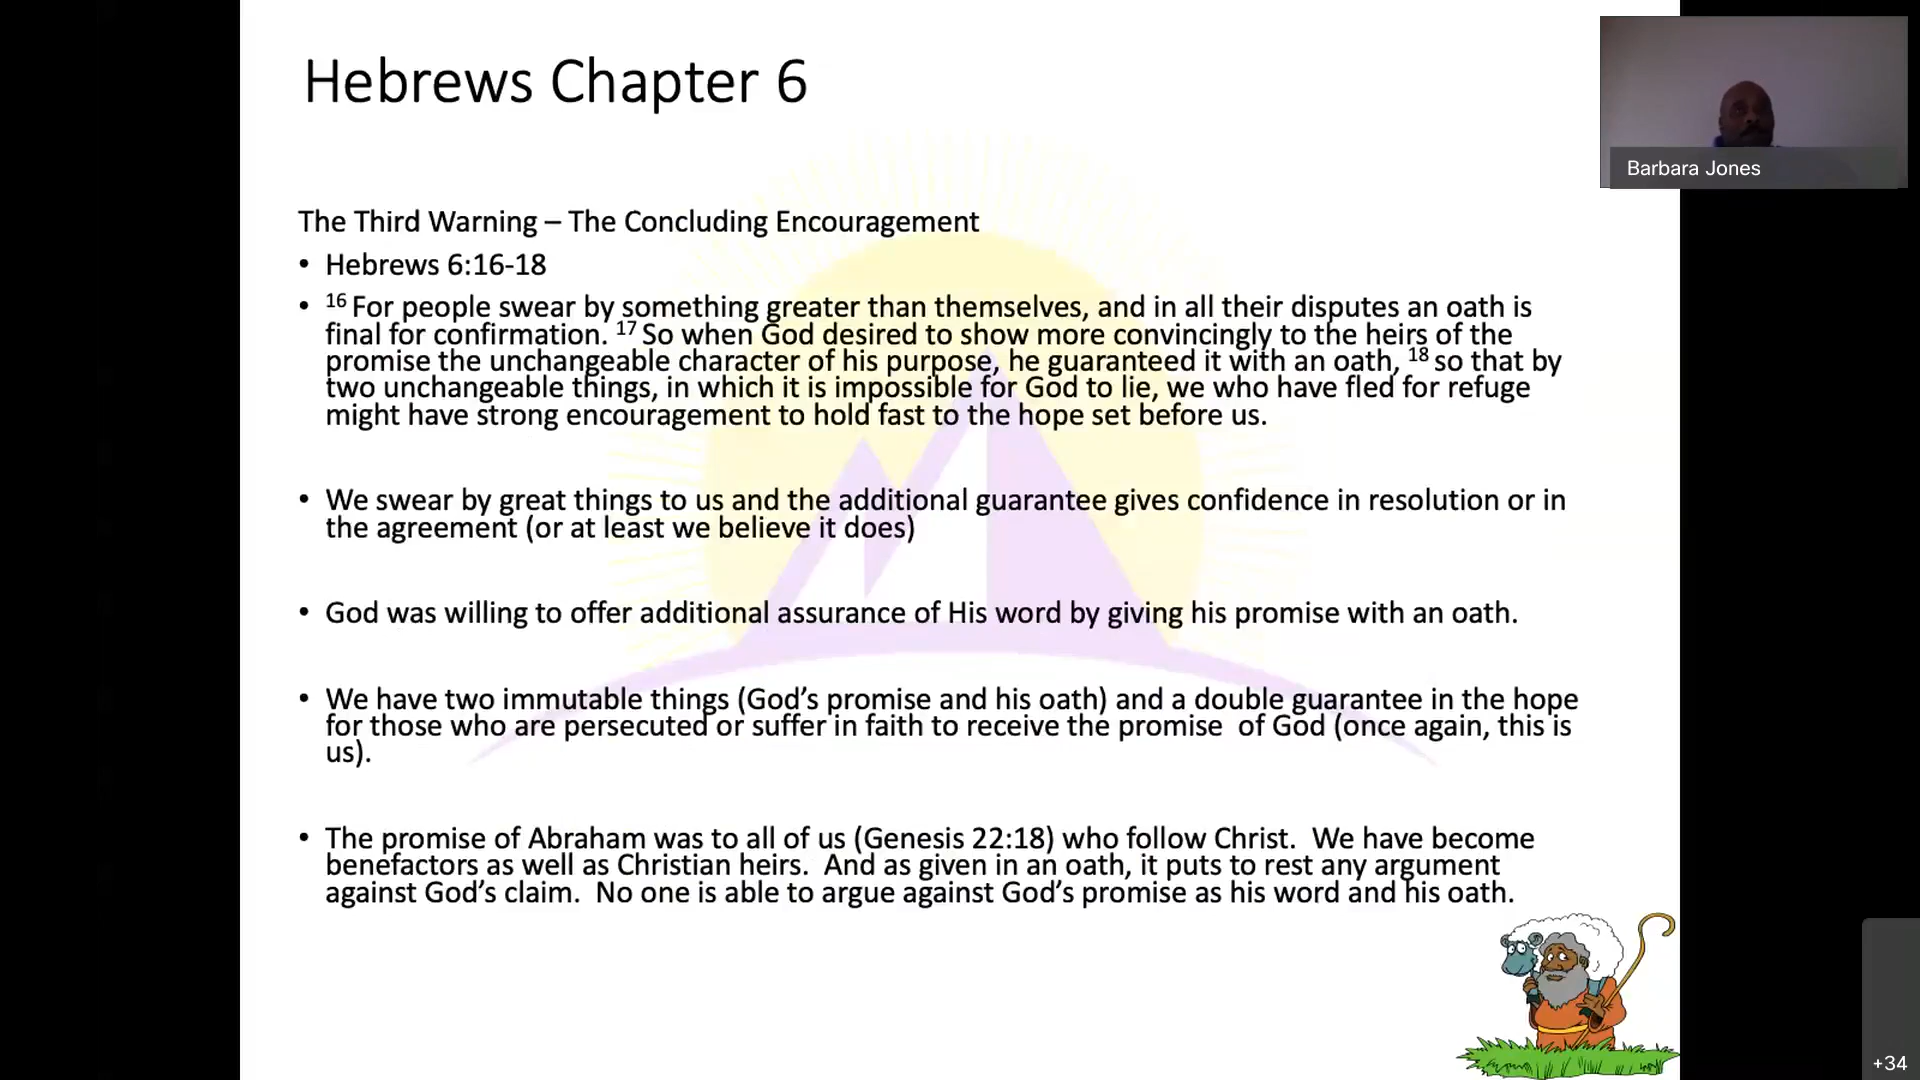 Hebrews Chapter 6
Barbara Jones
The Third Warning – The Concluding Encouragement
• Hebrews 6:16-18
• 16 For people swear by something greater than themselves, and in all their disputes an oath is
final for confirmation. 17 So when God desired to show more convincingly to the heirs of the
promise the unchangeable character of his purpose, he guaranteed it with an oath, 18 so that by
two unchangeable things, in which it is impossible for God to lie, we who have fled for refuge
might have strong encouragement to hold fast to the hope set before us.
• We swear by great things to us and the additional guarantee gives confidence in resolution or in
the agreement (or at least we believe it does)
• God was willing to offer additional assurance of His word by giving his promise with an oath.
• We have two immutable things (God’s promise and his oath) and a double guarantee in the hope
for those who are persecuted or suffer in faith to receive the promise  of God (once again, this is
us).
• The promise of Abraham was to all of us (Genesis 22:18) who follow Christ.  We have become
benefactors as well as Christian heirs.  And as given in an oath, it puts to rest any argument
against God’s claim.  No one is able to argue against God’s promise as his word and his oath.
+34